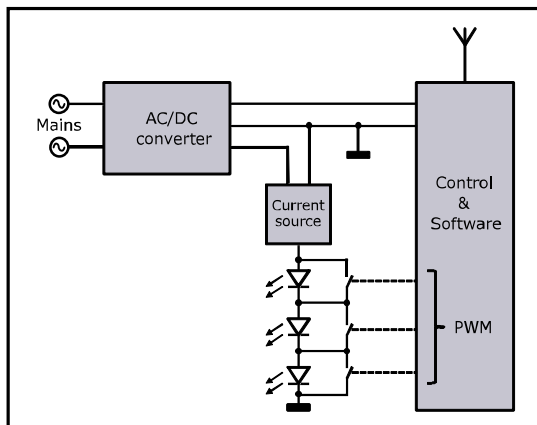 Mains
AC/DC
converter
Current
source
Control
&
Software
PWM